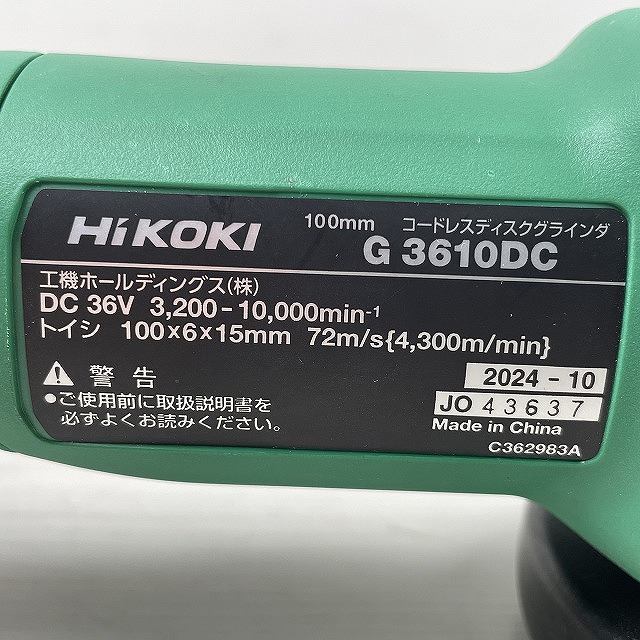 HiKOKI 100mm コードレスディスクグラインダ
G 3610DC
工機ホールディングス(株)
DC 36V 3,200-10,000min-1
トイシ 100×6×15mm 72m/s{4,300m/min}
警告
●ご使用前に取扱説明書を
必ずよくお読みください。
2024-10
JO 43637
Made in China
C362983A